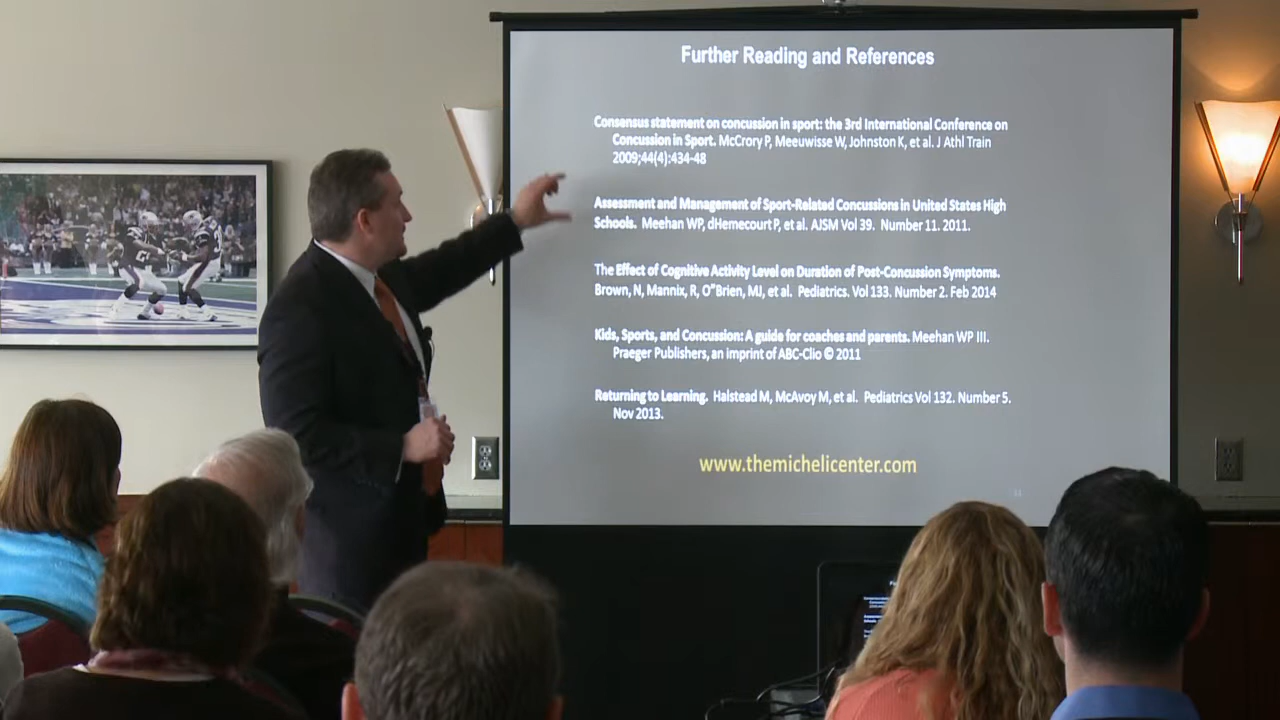 Further Reading and References
Consensus statement on concussion in sport: the 3rd International Conference on
Concussion in Sport. McCrory P, Meeuwisse W, Johnston K, et al. J Athl Train
2009;44(4):434-48
Assessment and Management of Sport-Related Concussions in United States High
Schools. Meehan WP, dHemecourt P, et al. AJSM Vol 39. Number 11. 2011.
The Effect of Cognitive Activity Level on Duration of Post-Concussion Symptoms.
Brown, N, Mannix, R, O"Brien, MJ, et al. Pediatrics. Vol 133. Number 2. Feb 2014
Kids, Sports, and Concussion: A guide for coaches and parents. Meehan WP III.
Praeger Publishers, an imprint of ABC-Clio © 2011
Returning to Learning. Halstead M, McAvoy M, et al. Pediatrics Vol 132. Number 5.
Nov 2013.
www.themichelicenter.com